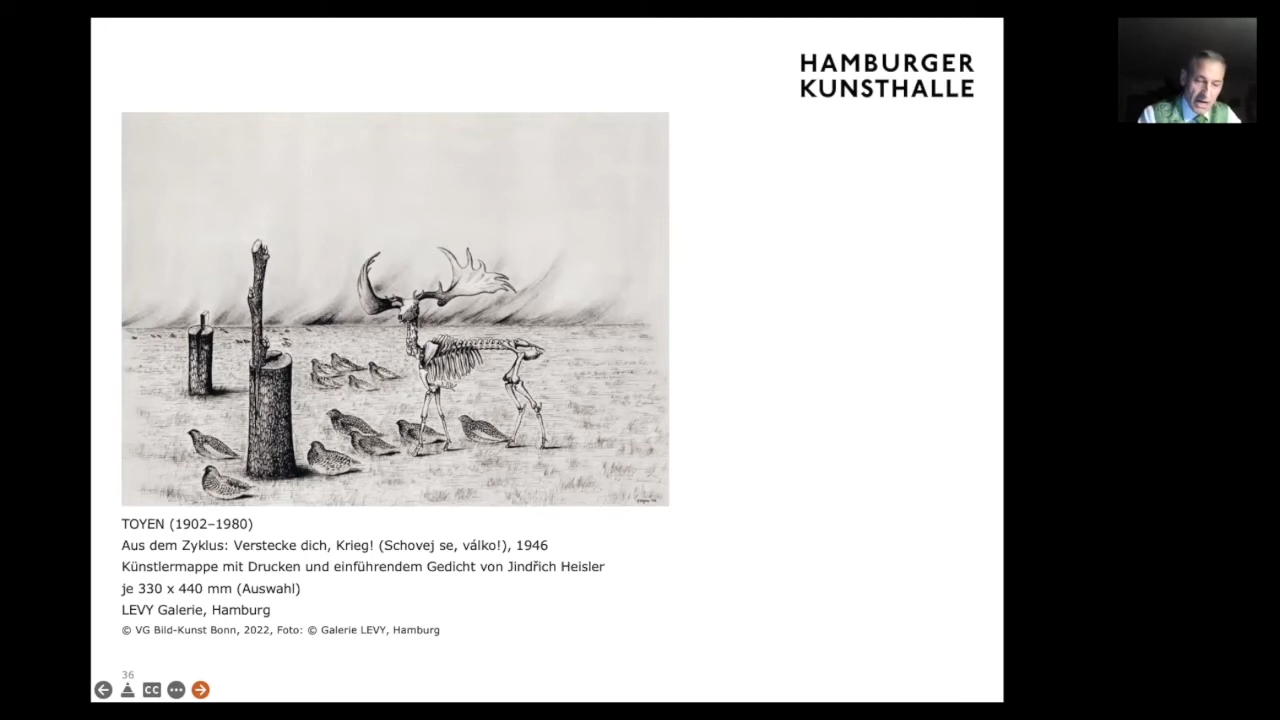 HAMBURGER
KUNSTHALLE
TOYEN (1902–1980)
Aus dem Zyklus: Verstecke dich, Krieg! (Schovej se, válko!), 1946
Künstlermappe mit Drucken und einführendem Gedicht von Jindřich Heisler
je 330 x 440 mm (Auswahl)
LEVY Galerie, Hamburg
© VG Bild-Kunst Bonn, 2022, Foto: © Galerie LEVY, Hamburg
36
CC